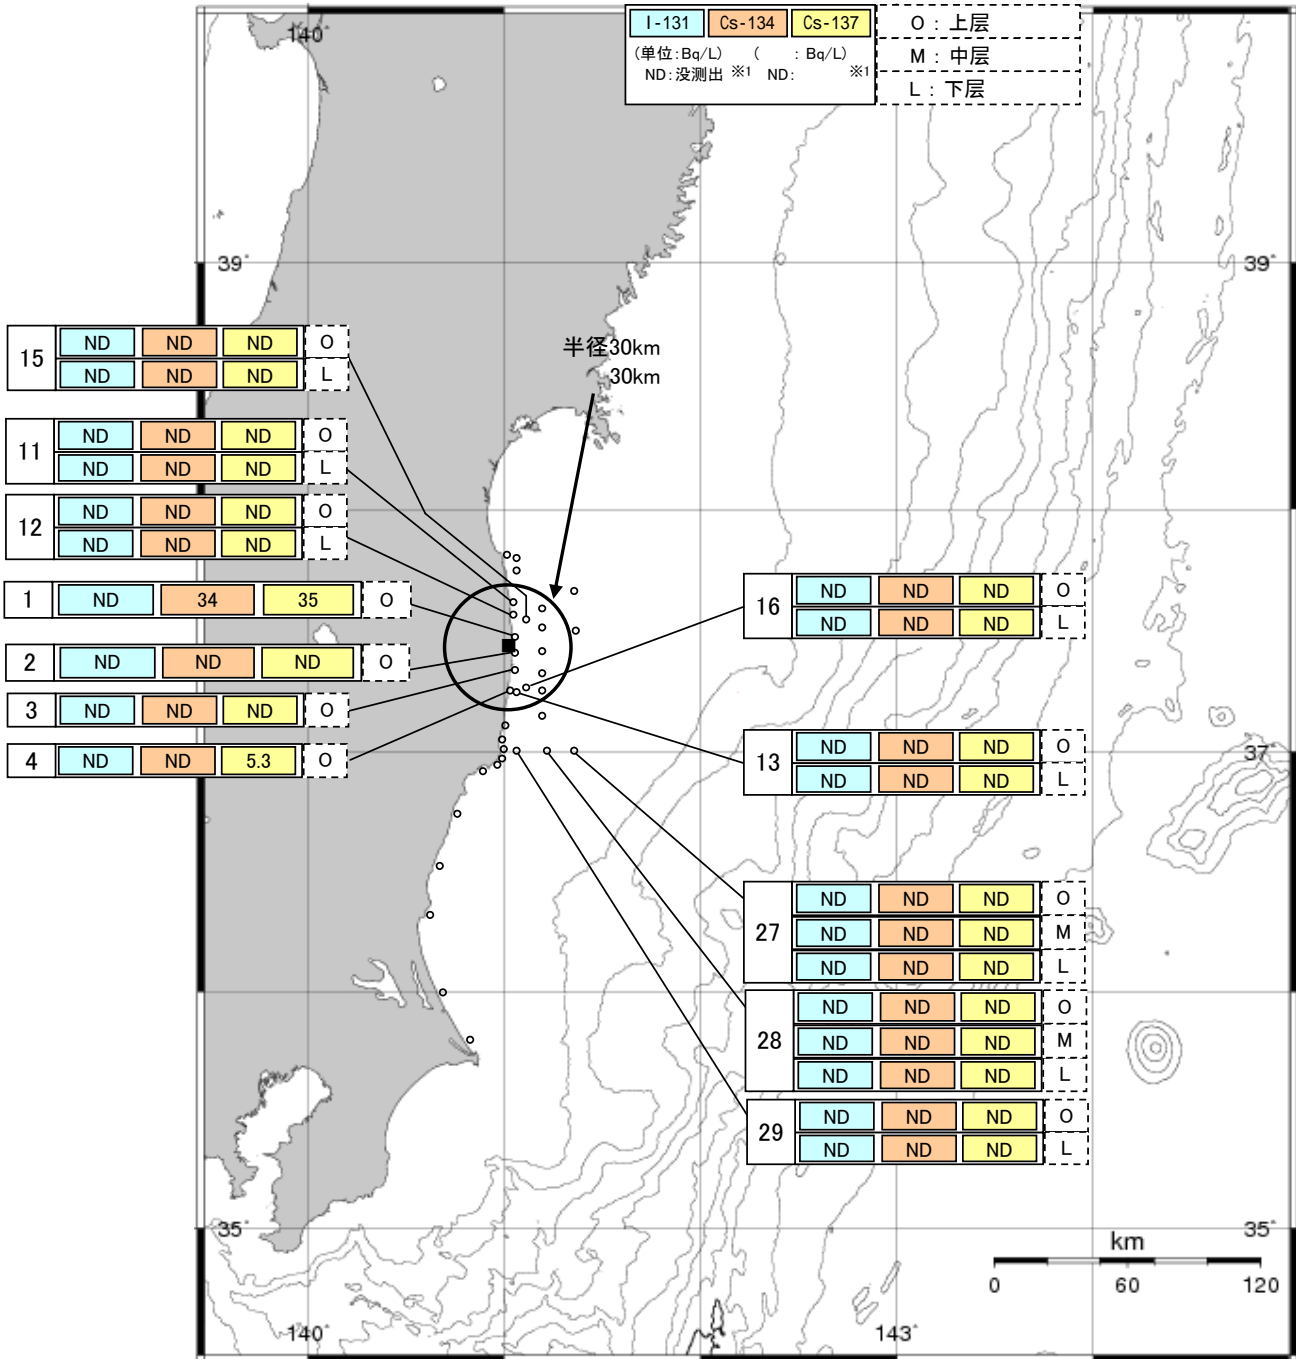 I-131 Cs-134 Cs-137
(単位:Bq/L) ( : Bq/L)
ND:没測出 ※1 ND: ※1
O : 上層
M : 中層
L : 下层
140°
39° 39°
半径30km
30km
15 ND ND ND O
ND ND ND L
11 ND ND ND O
ND ND ND L
12 ND ND ND O
ND ND ND L
1 ND 34 35 O
2 ND ND ND O
3 ND ND ND O
4 ND ND 5.3 O
16 ND ND ND O
ND ND ND L
13 ND ND ND O
ND ND ND L
37°
27 ND ND ND O
ND ND ND M
ND ND ND L
28 ND ND ND O
ND ND ND M
ND ND ND L
29 ND ND ND O
ND ND ND L
35° 35°
km
0 60 120
140° 143°